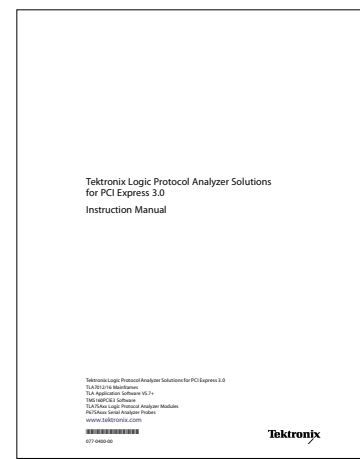 Tektronix Logic Protocol Analyzer Solutions
for PCI Express 3.0
Instruction Manual
Tektronix Logic Protocol Analyzer Solutions for PCI Express 3.0
TLA7012/16 Mainframes
TLA Application Software V5.7+
TMS160PCIE3 Software
TLA7SAxx Logic Protocol Analyzer Modules
P67SAxxx Serial Analyzer Probes
www.tektronix.com
077-0400-00
Tektronix